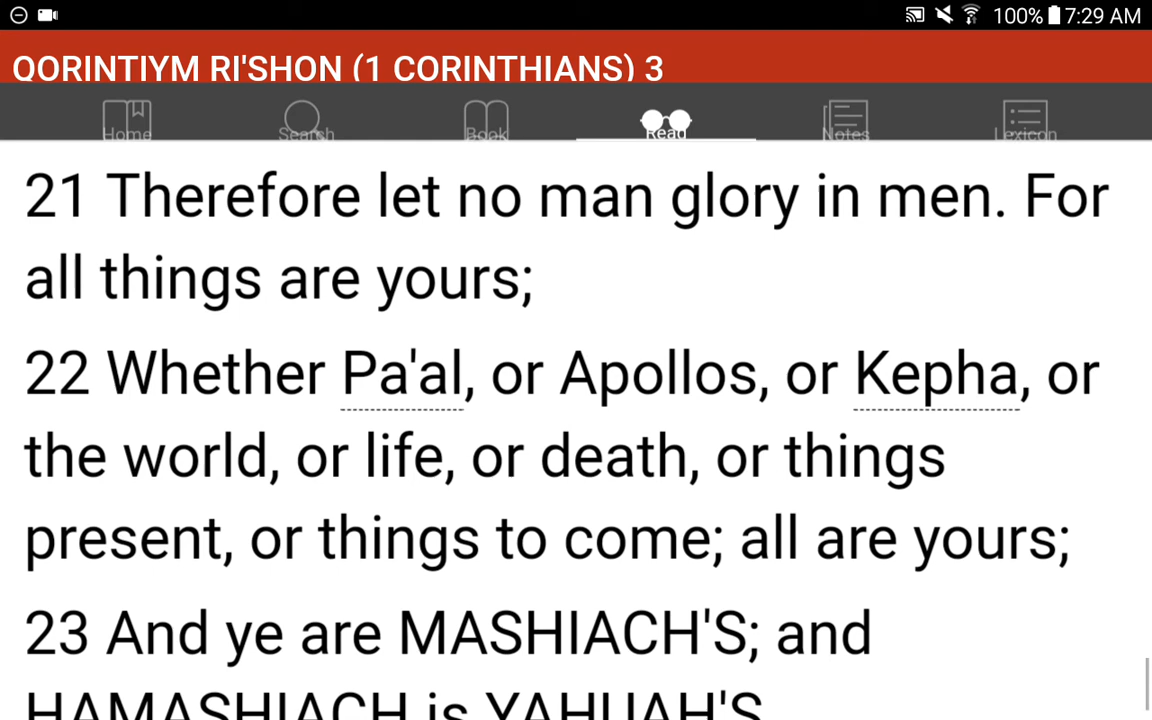 100% 7:29 AM
QORINTIYM RI'SHON (1 CORINTHIANS) 3
Home Search Book Read Notes Lexicon
21 Therefore let no man glory in men. For
all things are yours;
22 Whether Pa'al, or Apollos, or Kepha, or
the world, or life, or death, or things
present, or things to come; all are yours;
23 And ye are MASHIACH'S; and
HAMASHIACH is YAHUAH'S